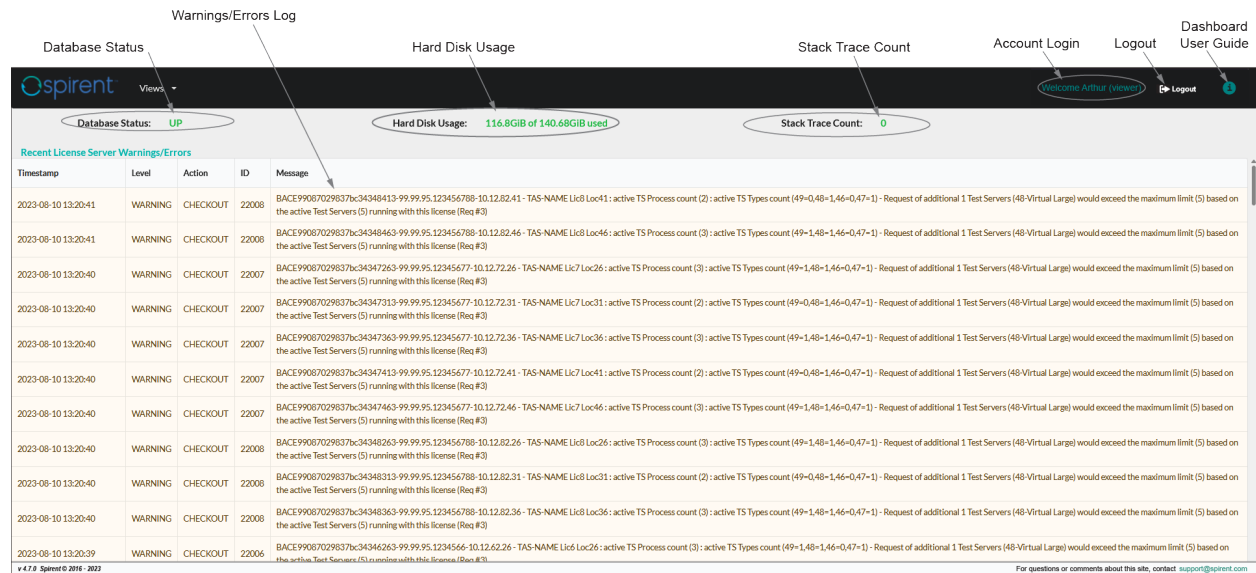 Warnings/Errors Log
Dashboard
User Guide
Database Status
Hard Disk Usage
Stack Trace Count
Account Login
Logout
spirent
Views
Welcome Arthur (viewer)
Logout
Database Status: UP
Hard Disk Usage: 116.8GiB of 140.68GiB used
Stack Trace Count: 0
Recent License Server Warnings/Errors
Timestamp Level Action ID Message
2023-08-10 13:20:41 WARNING CHECKOUT 22008 BACE99087029837bc34348413-99.99.95.123456788-10.12.82.41 - TAS-NAME Lic8 Loc41 : active TS Process count (2) : active TS Types count (49=0,48=1,46=0,47=1) - Request of additional 1 Test Servers (48-Virtual Large) would exceed the maximum limit (5) based on
the active Test Servers (5) running with this license (Req #3)
2023-08-10 13:20:41 WARNING CHECKOUT 22008 BACE99087029837bc34348463-99.99.95.123456788-10.12.82.46 - TAS-NAME Lic8 Loc46 : active TS Process count (3) : active TS Types count (49=1,48=1,46=0,47=1) - Request of additional 1 Test Servers (48-Virtual Large) would exceed the maximum limit (5) based on
the active Test Servers (5) running with this license (Req #3)
2023-08-10 13:20:40 WARNING CHECKOUT 22007 BACE99087029837bc34347263-99.99.95.12345677-10.12.72.26 - TAS-NAME Lic7 Loc26 : active TS Process count (3) : active TS Types count (49=1,48=1,46=0,47=1) - Request of additional 1 Test Servers (48-Virtual Large) would exceed the maximum limit (5) based on
the active Test Servers (5) running with this license (Req #3)
2023-08-10 13:20:40 WARNING CHECKOUT 22007 BACE99087029837bc34347313-99.99.95.12345677-10.12.72.31 - TAS-NAME Lic7 Loc31 : active TS Process count (2) : active TS Types count (49=0,48=1,46=0,47=1) - Request of additional 1 Test Servers (48-Virtual Large) would exceed the maximum limit (5) based on
the active Test Servers (5) running with this license (Req #3)
2023-08-10 13:20:40 WARNING CHECKOUT 22007 BACE99087029837bc34347363-99.99.95.12345677-10.12.72.36 - TAS-NAME Lic7 Loc36 : active TS Process count (3) : active TS Types count (49=1,48=1,46=0,47=1) - Request of additional 1 Test Servers (48-Virtual Large) would exceed the maximum limit (5) based on
the active Test Servers (5) running with this license (Req #3)
2023-08-10 13:20:40 WARNING CHECKOUT 22007 BACE99087029837bc34347413-99.99.95.12345677-10.12.72.41 - TAS-NAME Lic7 Loc41 : active TS Process count (2) : active TS Types count (49=0,48=1,46=0,47=1) - Request of additional 1 Test Servers (48-Virtual Large) would exceed the maximum limit (5) based on
the active Test Servers (5) running with this license (Req #3)
2023-08-10 13:20:40 WARNING CHECKOUT 22007 BACE99087029837bc34347463-99.99.95.12345677-10.12.72.46 - TAS-NAME Lic7 Loc46 : active TS Process count (3) : active TS Types count (49=1,48=1,46=0,47=1) - Request of additional 1 Test Servers (48-Virtual Large) would exceed the maximum limit (5) based on
the active Test Servers (5) running with this license (Req #3)
2023-08-10 13:20:40 WARNING CHECKOUT 22008 BACE99087029837bc34348263-99.99.95.123456788-10.12.82.26 - TAS-NAME Lic8 Loc26 : active TS Process count (3) : active TS Types count (49=1,48=1,46=0,47=1) - Request of additional 1 Test Servers (48-Virtual Large) would exceed the maximum limit (5) based on
the active Test Servers (5) running with this license (Req #3)
2023-08-10 13:20:40 WARNING CHECKOUT 22008 BACE99087029837bc34348313-99.99.95.123456788-10.12.82.31 - TAS-NAME Lic8 Loc31 : active TS Process count (2) : active TS Types count (49=0,48=1,46=0,47=1) - Request of additional 1 Test Servers (48-Virtual Large) would exceed the maximum limit (5) based on
the active Test Servers (5) running with this license (Req #3)
2023-08-10 13:20:40 WARNING CHECKOUT 22008 BACE99087029837bc34348363-99.99.95.123456788-10.12.82.36 - TAS-NAME Lic8 Loc36 : active TS Process count (3) : active TS Types count (49=1,48=1,46=0,47=1) - Request of additional 1 Test Servers (48-Virtual Large) would exceed the maximum limit (5) based on
the active Test Servers (5) running with this license (Req #3)
2023-08-10 13:20:39 WARNING CHECKOUT 22006 BACE99087029837bc34346263-99.99.95.1234566-10.12.62.26 - TAS-NAME Lic6 Loc26 : active TS Process count (3) : active TS Types count (49=1,48=1,46=0,47=1) - Request of additional 1 Test Servers (48-Virtual Large) would exceed the maximum limit (5) based on
the active Test Servers (5) running with this license (Req #3)
v 4.7.0 Spirent © 2016 - 2023
For questions or comments about this site, contact support@spirent.com